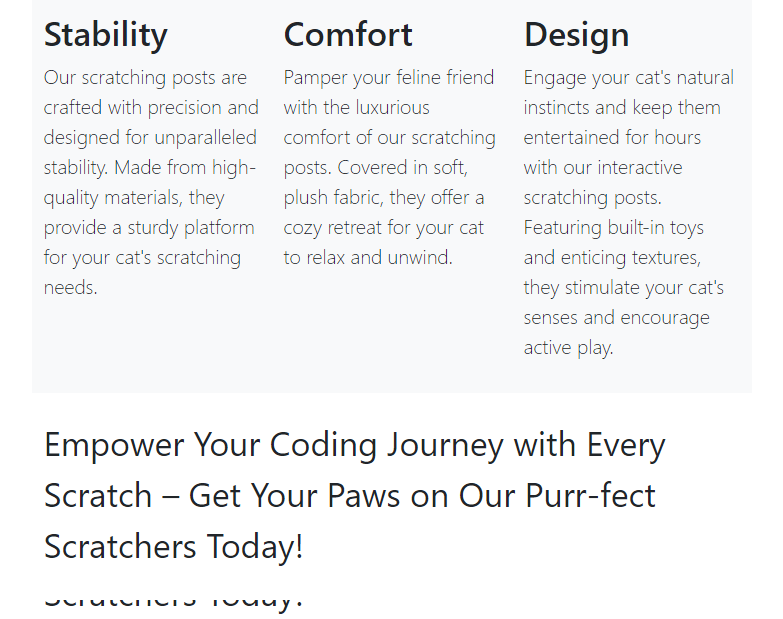 Stability
Our scratching posts are
crafted with precision and
designed for unparalleled
stability. Made from high-
quality materials, they
provide a sturdy platform
for your cat's scratching
needs.
Comfort
Pamper your feline friend
with the luxurious
comfort of our scratching
posts. Covered in soft,
plush fabric, they offer a
cozy retreat for your cat
to relax and unwind.
Design
Engage your cat's natural
instincts and keep them
entertained for hours
with our interactive
scratching posts.
Featuring built-in toys
and enticing textures,
they stimulate your cat's
senses and encourage
active play.
Empower Your Coding Journey with Every
Scratch – Get Your Paws on Our Purr-fect
Scratchers Today!
Scratchers Today!